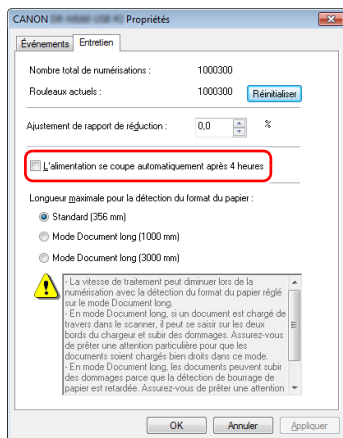 CANON Propriétés
Événements Entretien
Nombre total de numérisations : 1000300
Rouleaux actuels : 1000300 Réinitialiser
Ajustement de rapport de réduction : 0,0 %
L'alimentation se coupe automatiquement après 4 heures
Longueur maximale pour la détection du format du papier :
Standard (356 mm)
Mode Document long (1000 mm)
Mode Document long (3000 mm)
- La vitesse de traitement peut diminuer lors de la
numérisation avec la détection du format du papier réglé
sur le mode Document long.
- En mode Document long, si un document est chargé de
travers dans le scanner, il peut se saisir sur les deux
bords du chargeur et subir des dommages. Assurez-vous
de prêter une attention particulière pour que les
documents soient chargés bien droits dans ce mode.
- En mode Document long, les documents peuvent subir
des dommages parce que la détection de bourrage de
papier est retardée. Assurez-vous de prêter une attention
OK Annuler Appliquer